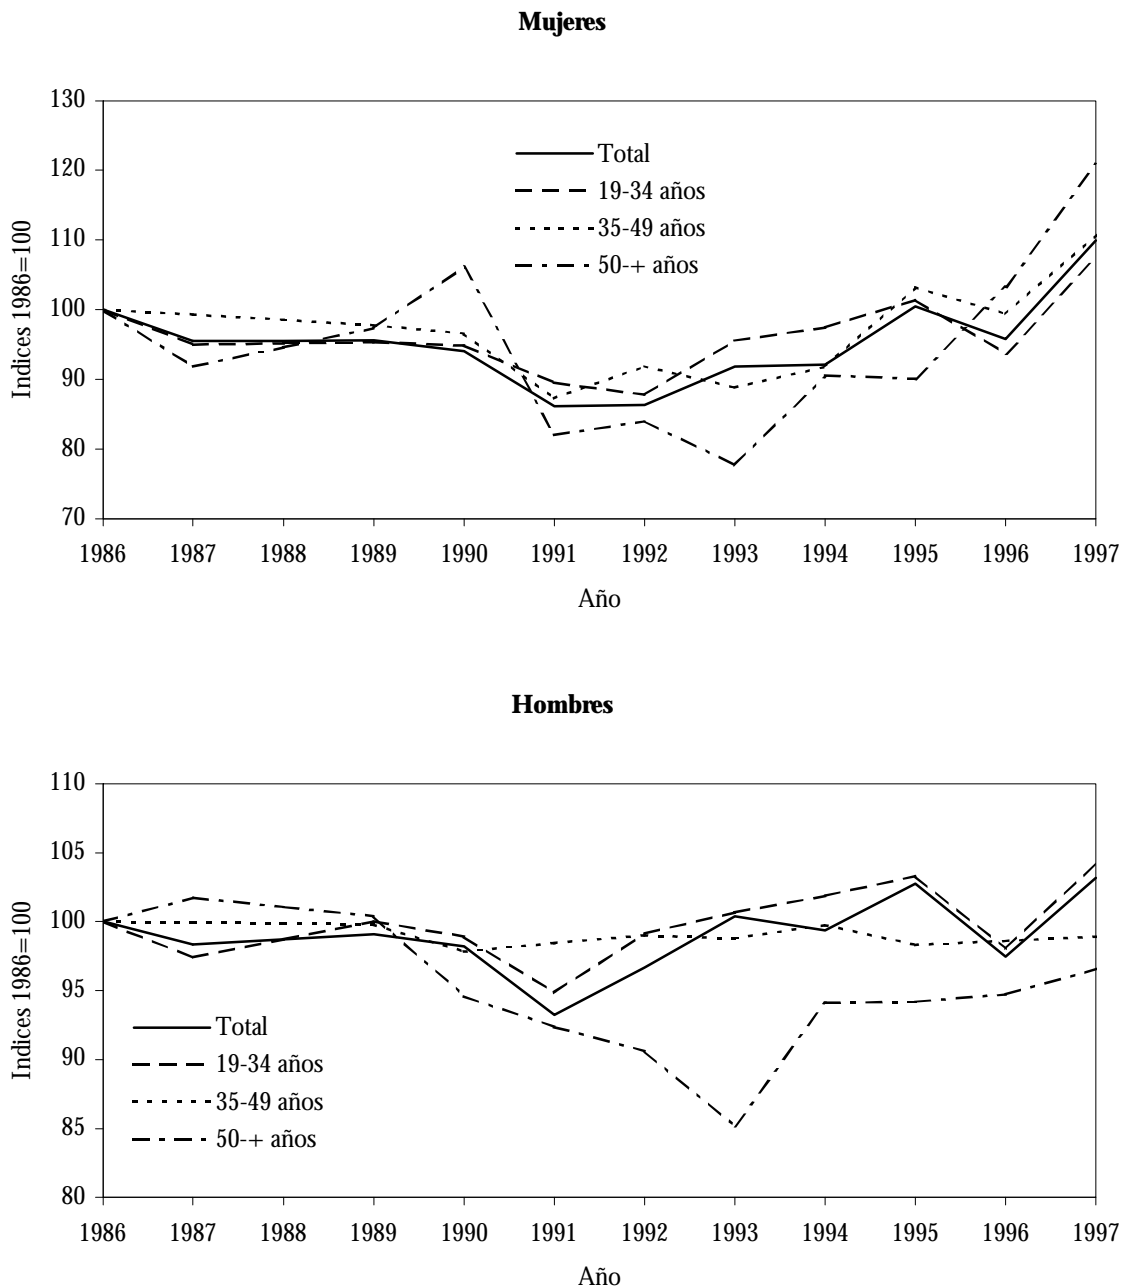 Mujeres
130
120
110
100
90
80
70
Indices 1986=100
Total
19-34 años
35-49 años
50-+ años
1986 1987 1988 1989 1990 1991 1992 1993 1994 1995 1996 1997
Año
Hombres
110
105
100
95
90
85
80
Indices 1986=100
Total
19-34 años
35-49 años
50-+ años
1986 1987 1988 1989 1990 1991 1992 1993 1994 1995 1996 1997
Año